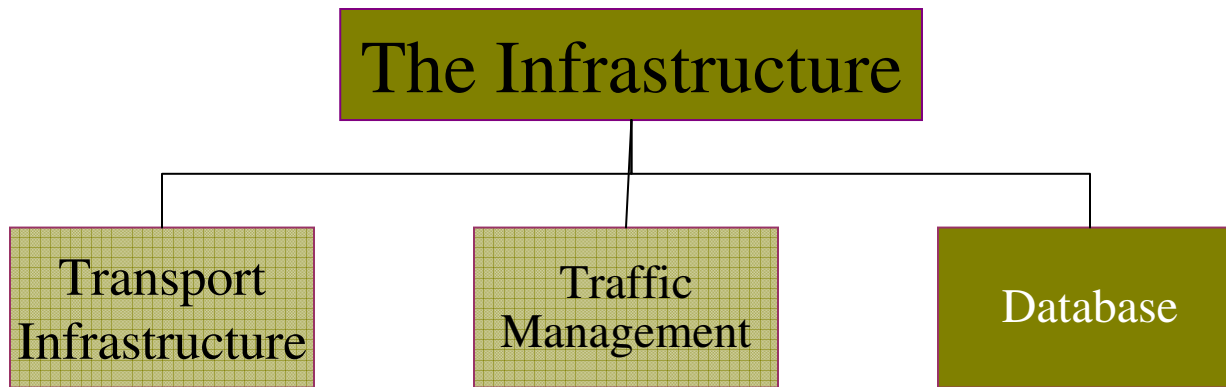 The Infrastructure
Transport
Infrastructure
Traffic
Management
Database